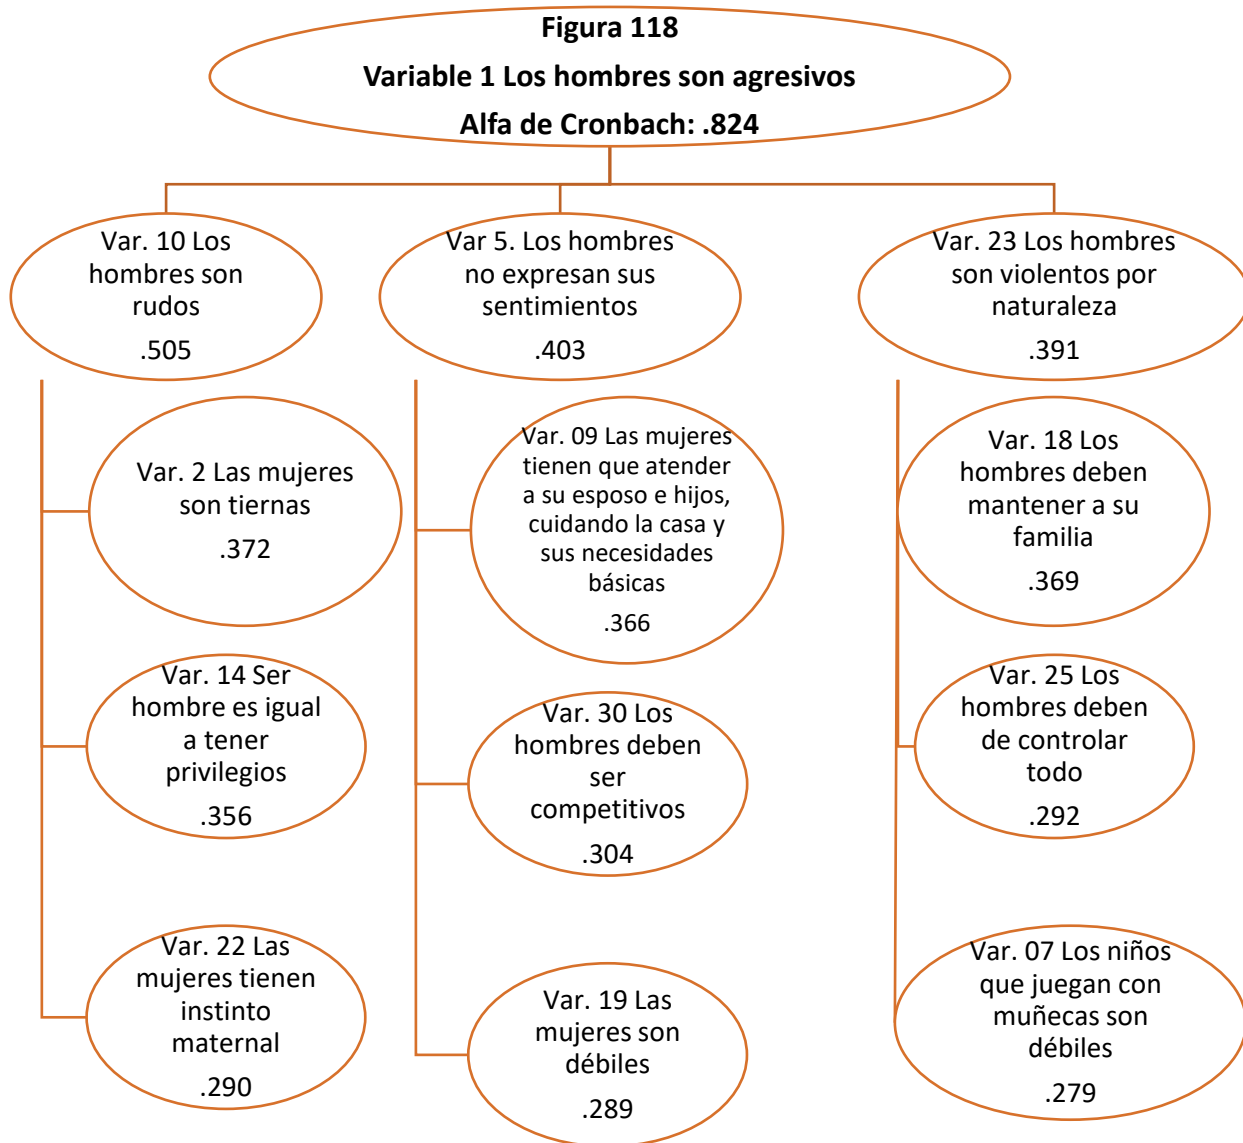 Figura 118
Variable 1 Los hombres son agresivos
Alfa de Cronbach: .824
Var. 10 Los
hombres son
rudos
.505
Var 5. Los hombres
no expresan sus
sentimientos
.403
Var. 23 Los hombres
son violentos por
naturaleza
.391
Var. 2 Las mujeres
son tiernas
.372
Var. 09 Las mujeres
tienen que atender
a su esposo e hijos,
cuidando la casa y
sus necesidades
básicas
.366
Var. 18 Los
hombres deben
mantener a su
familia
.369
Var. 14 Ser
hombre es igual
a tener
privilegios
.356
Var. 30 Los
hombres deben
ser
competitivos
.304
Var. 25 Los
hombres deben
de controlar
todo
.292
Var. 22 Las
mujeres tienen
instinto
maternal
.290
Var. 19 Las
mujeres son
débiles
.289
Var. 07 Los niños
que juegan con
muñecas son
débiles
.279